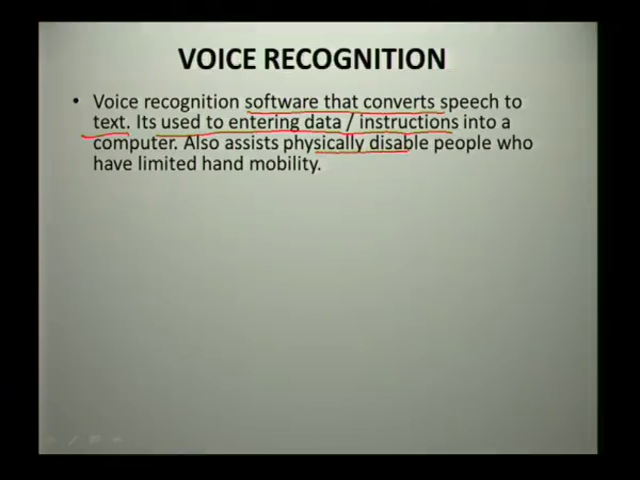 VOICE RECOGNITION
• Voice recognition software that converts speech to
text. Its used to entering data / instructions into a
computer. Also assists physically disable people who
have limited hand mobility.